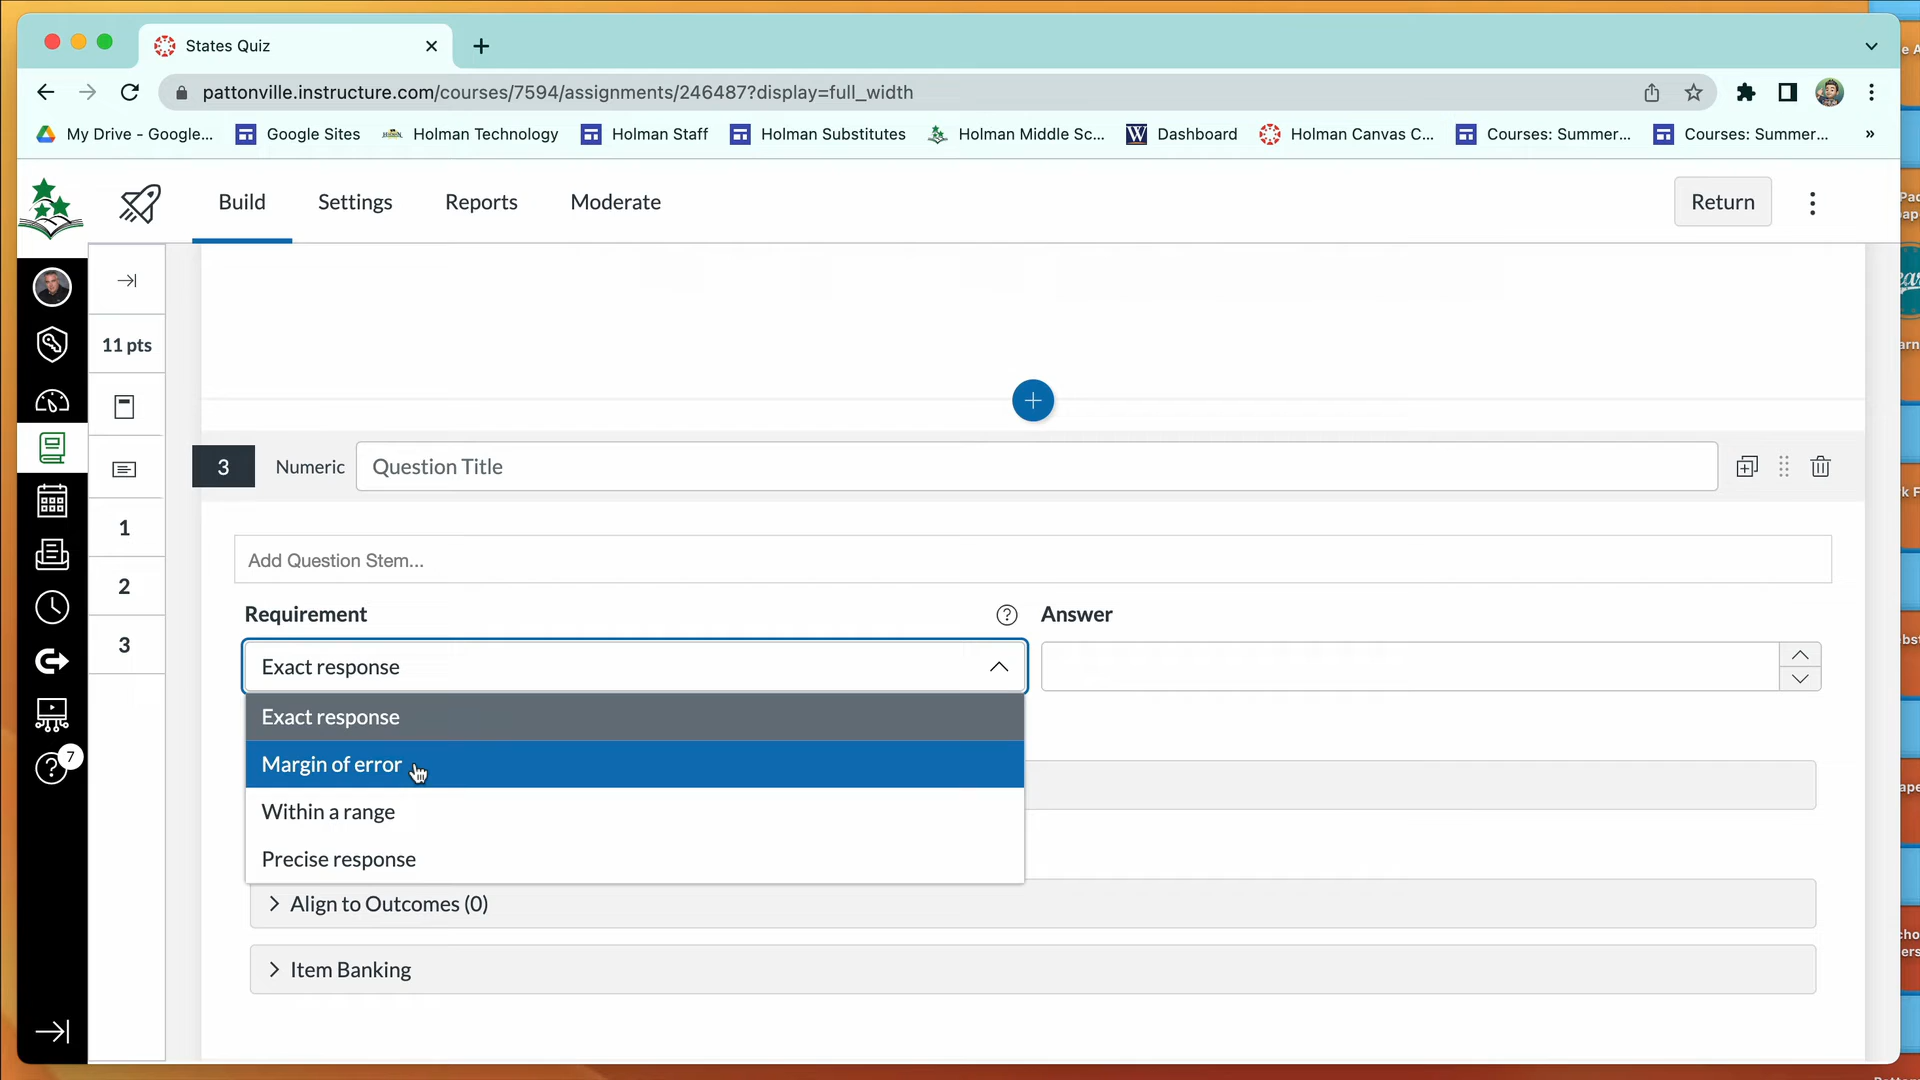 States Quiz
pattonville.instructure.com/courses/7594/assignments/246487?display=full_width
My Drive - Google...
Google Sites
Holman Technology
Holman Staff
Holman Substitutes
Holman Middle Sc...
W
Dashboard
Holman Canvas C...
Courses: Summer...
Courses: Summer...
»
Build
Settings
Reports
Moderate
Return
11 pts
1
2
3
7
3
Numeric
Question Title
Add Question Stem...
Requirement
?
Answer
Exact response
Exact response
Margin of error
Within a range
Precise response
Align to Outcomes (0)
Item Banking